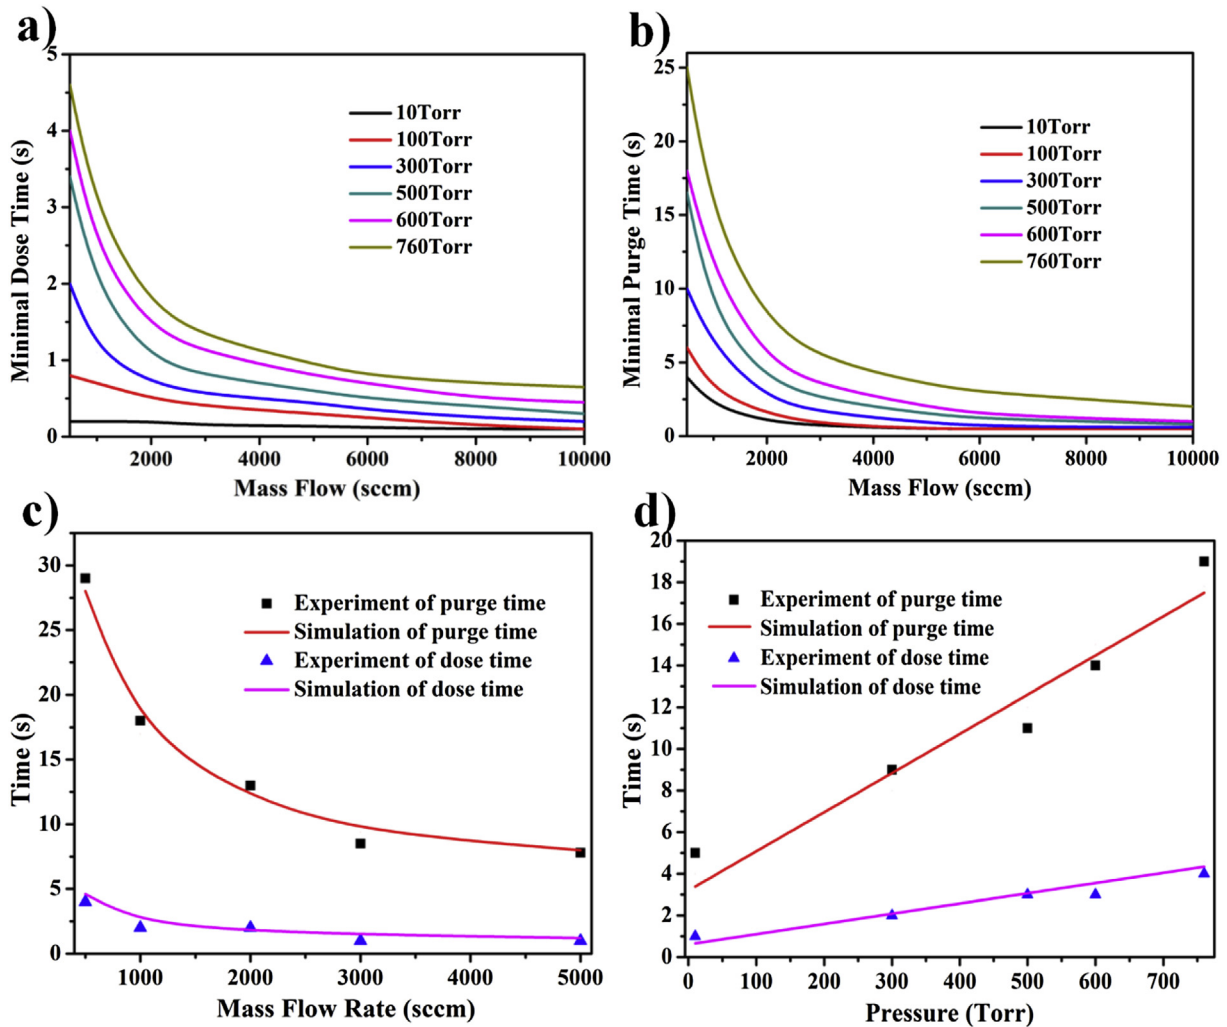 a)
5
4
3
2
1
0
Minimal Dose Time (s)
10Torr
100Torr
300Torr
500Torr
600Torr
760Torr
2000 4000 6000 8000 10000
Mass Flow (sccm)
b)
25
20
15
10
5
0
Minimal Purge Time (s)
10Torr
100Torr
300Torr
500Torr
600Torr
760Torr
2000 4000 6000 8000 10000
Mass Flow (sccm)
c)
30
25
20
15
10
5
0
Time (s)
Experiment of purge time
Simulation of purge time
Experiment of dose time
Simulation of dose time
1000 2000 3000 4000 5000
Mass Flow Rate (sccm)
d)
20
18
16
14
12
10
8
6
4
2
0
Time (s)
Experiment of purge time
Simulation of purge time
Experiment of dose time
Simulation of dose time
0 100 200 300 400 500 600 700
Pressure (Torr)